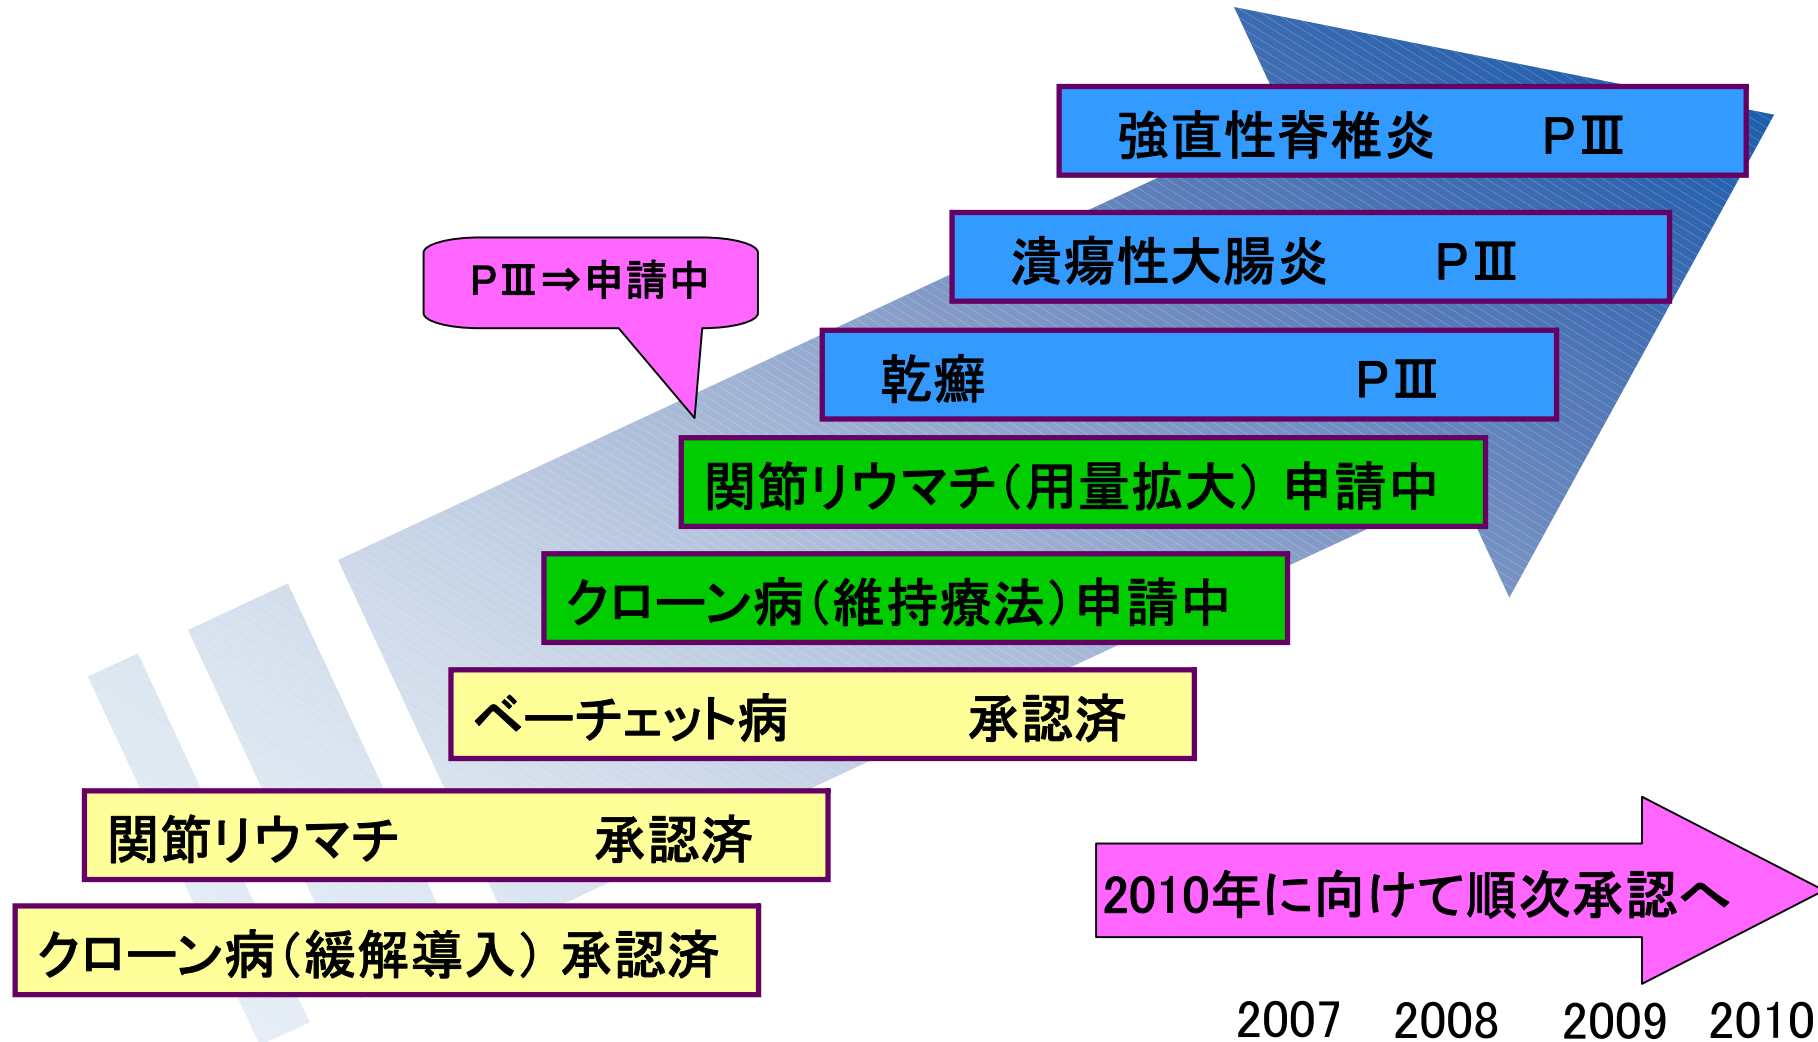 強直性脊椎炎　　PⅢ
潰瘍性大腸炎　　PⅢ
PⅢ⇒申請中
乾癬　　PⅢ
関節リウマチ（用量拡大） 申請中
クローン病（維持療法）申請中
ベーチェット病　　承認済
関節リウマチ　　承認済
2010年に向けて順次承認へ
クローン病（緩解導入） 承認済
2007 2008 2009 2010